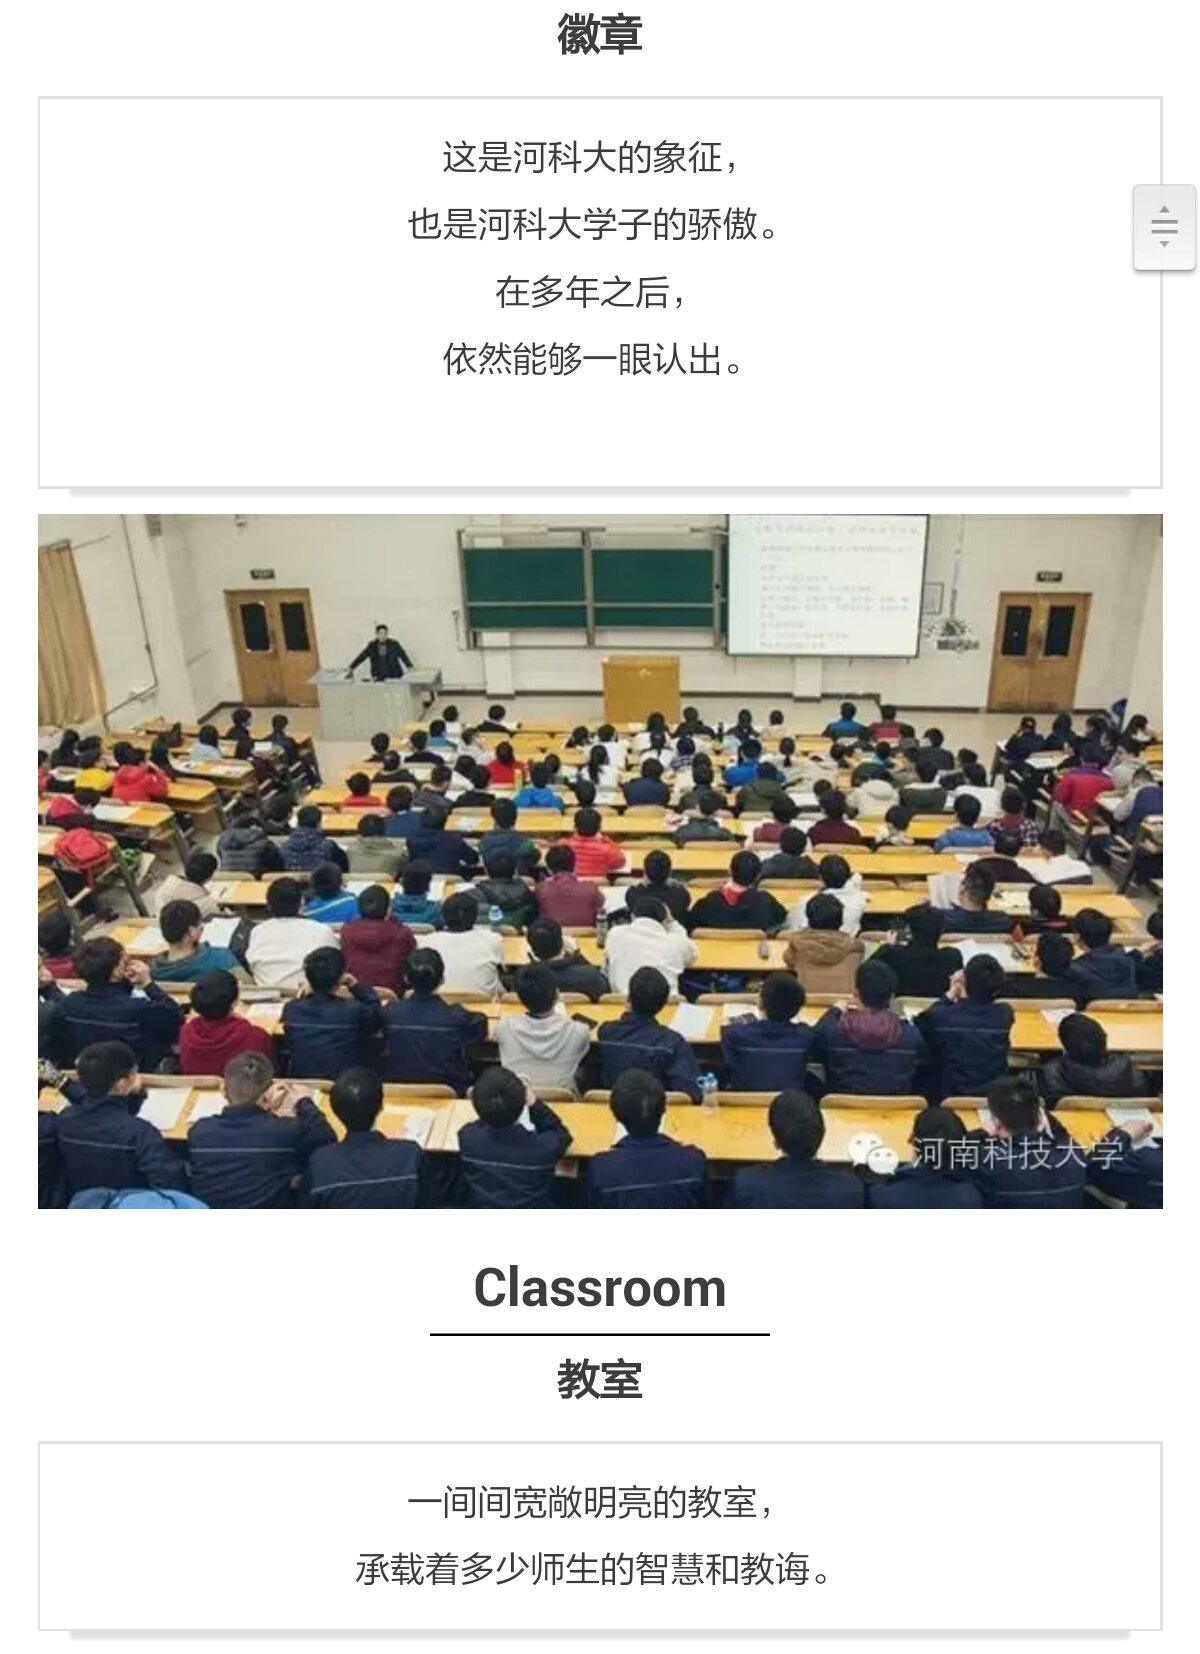 徽章
这是河科大的象征，
也是河科大学子的骄傲。
在多年之后，
依然能够一眼认出。
河南科技大学
Classroom
教室
一间间宽敞明亮的教室，
承载着多少师生的智慧和教诲。